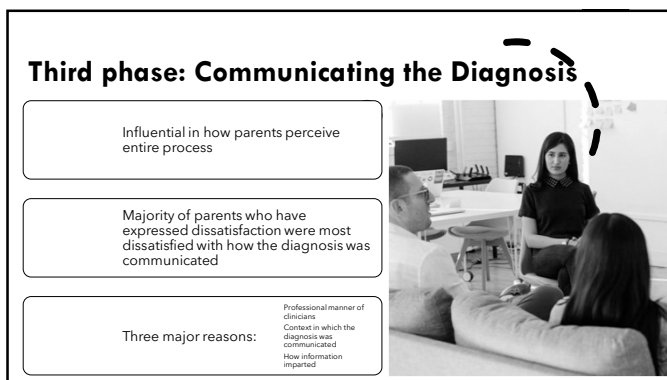 Third phase: Communicating the Diagnosis
Influential in how parents perceive
entire process
Majority of parents who have
expressed dissatisfaction were most
dissatisfied with how the diagnosis was
communicated
Three major reasons:
Professional manner of
clinicians
Context in which the
diagnosis was
communicated
How information
imparted